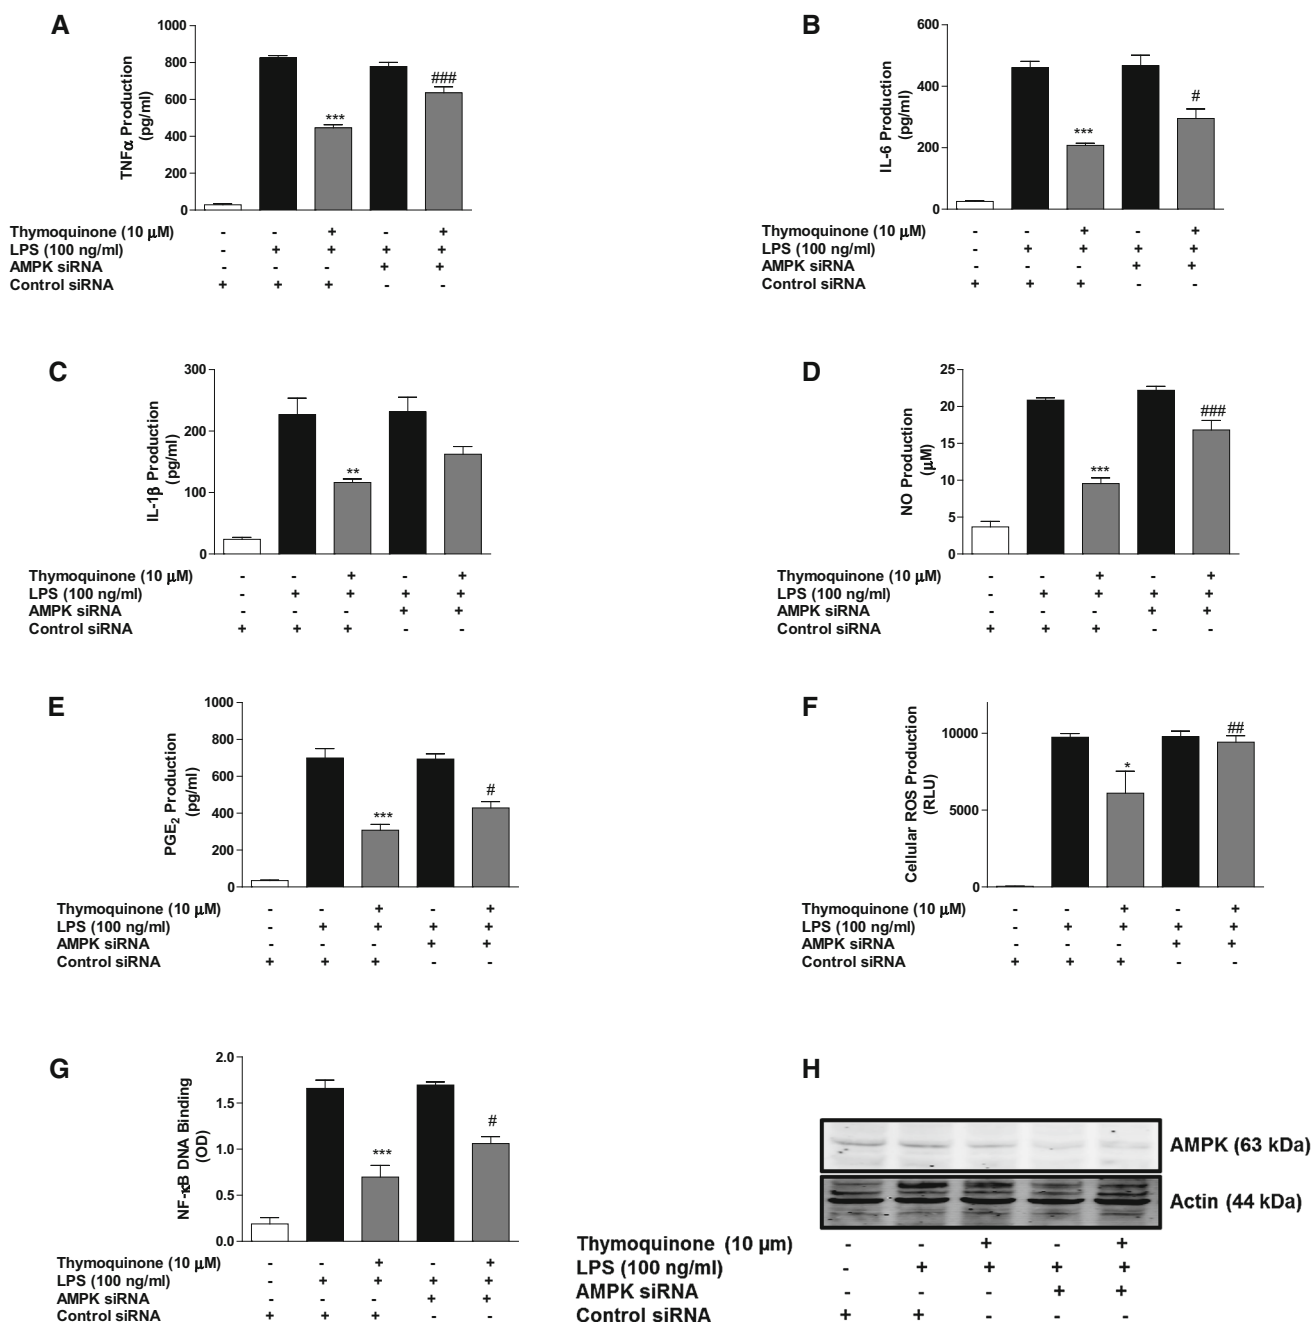 A
TNFα Production
(pg/ml)
1000
800
600
400
200
0
***
###
Thymoquinone (10 µM) - - + - +
LPS (100 ng/ml) - + + + +
AMPK siRNA - - - + +
Control siRNA + + + - -
B
IL-6 Production
(pg/ml)
600
400
200
0
***
#
Thymoquinone (10 µM) - - + - +
LPS (100 ng/ml) - + + + +
AMPK siRNA - - - + +
Control siRNA + + + - -
C
IL-1β Production
(pg/ml)
300
200
100
0
**
Thymoquinone (10 µM) - - + - +
LPS (100 ng/ml) - + + + +
AMPK siRNA - - - + +
Control siRNA + + + - -
D
NO Production
(µM)
25
20
15
10
5
0
***
###
Thymoquinone (10 µM) - - + - +
LPS (100 ng/ml) - + + + +
AMPK siRNA - - - + +
Control siRNA + + + - -
E
PGE₂ Production
(pg/ml)
1000
800
600
400
200
0
***
#
Thymoquinone (10 µM) - - + - +
LPS (100 ng/ml) - + + + +
AMPK siRNA - - - + +
Control siRNA + + + - -
F
Cellular ROS Production
(RLU)
10000
5000
0
*
##
Thymoquinone (10 µM) - - + - +
LPS (100 ng/ml) - + + + +
AMPK siRNA - - - + +
Control siRNA + + + - -
G
NF-κB DNA Binding
(OD)
2.0
1.5
1.0
0.5
0.0
***
#
Thymoquinone (10 µM) - - + - +
LPS (100 ng/ml) - + + + +
AMPK siRNA - - - + +
Control siRNA + + + - -
H
AMPK (63 kDa)
Actin (44 kDa)
Thymoquinone (10 µm) - - + - +
LPS (100 ng/ml) - + + + +
AMPK siRNA - - - + +
Control siRNA + + - - -